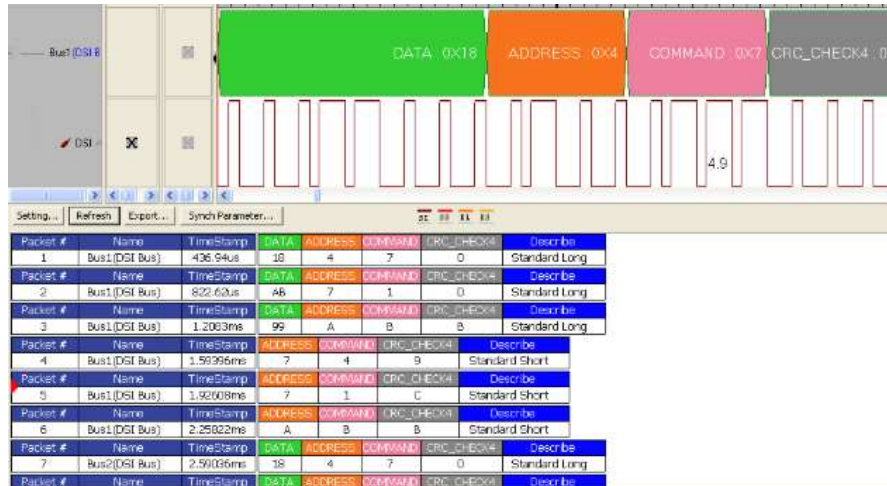 Bus1(DSI B
DATA : 0X18 ADDRESS : 0X4 COMMAND : 0X7 CRC_CHECK4 : 0
DSI
4.9
Setting... Refresh Export... Synch Parameter...
Packet # Name TimeStamp DATA ADDRESS COMMAND CRC_CHECK4 Describe
1 Bus1(DSI Bus) 436.94us 18 4 7 0 Standard Long
Packet # Name TimeStamp DATA ADDRESS COMMAND CRC_CHECK4 Describe
2 Bus1(DSI Bus) 822.62us AB 7 1 0 Standard Long
Packet # Name TimeStamp DATA ADDRESS COMMAND CRC_CHECK4 Describe
3 Bus1(DSI Bus) 1.2083ms 99 A B B Standard Long
Packet # Name TimeStamp ADDRESS COMMAND CRC_CHECK4 Describe
4 Bus1(DSI Bus) 1.59396ms 7 4 9 Standard Short
Packet # Name TimeStamp ADDRESS COMMAND CRC_CHECK4 Describe
5 Bus1(DSI Bus) 1.92608ms 7 1 C Standard Short
Packet # Name TimeStamp ADDRESS COMMAND CRC_CHECK4 Describe
6 Bus1(DSI Bus) 2.25822ms A B B Standard Short
Packet # Name TimeStamp DATA ADDRESS COMMAND CRC_CHECK4 Describe
7 Bus2(DSI Bus) 2.59036ms 18 4 7 0 Standard Long
Packet # Name TimeStamp DATA ADDRESS COMMAND CRC_CHECK4 Describe